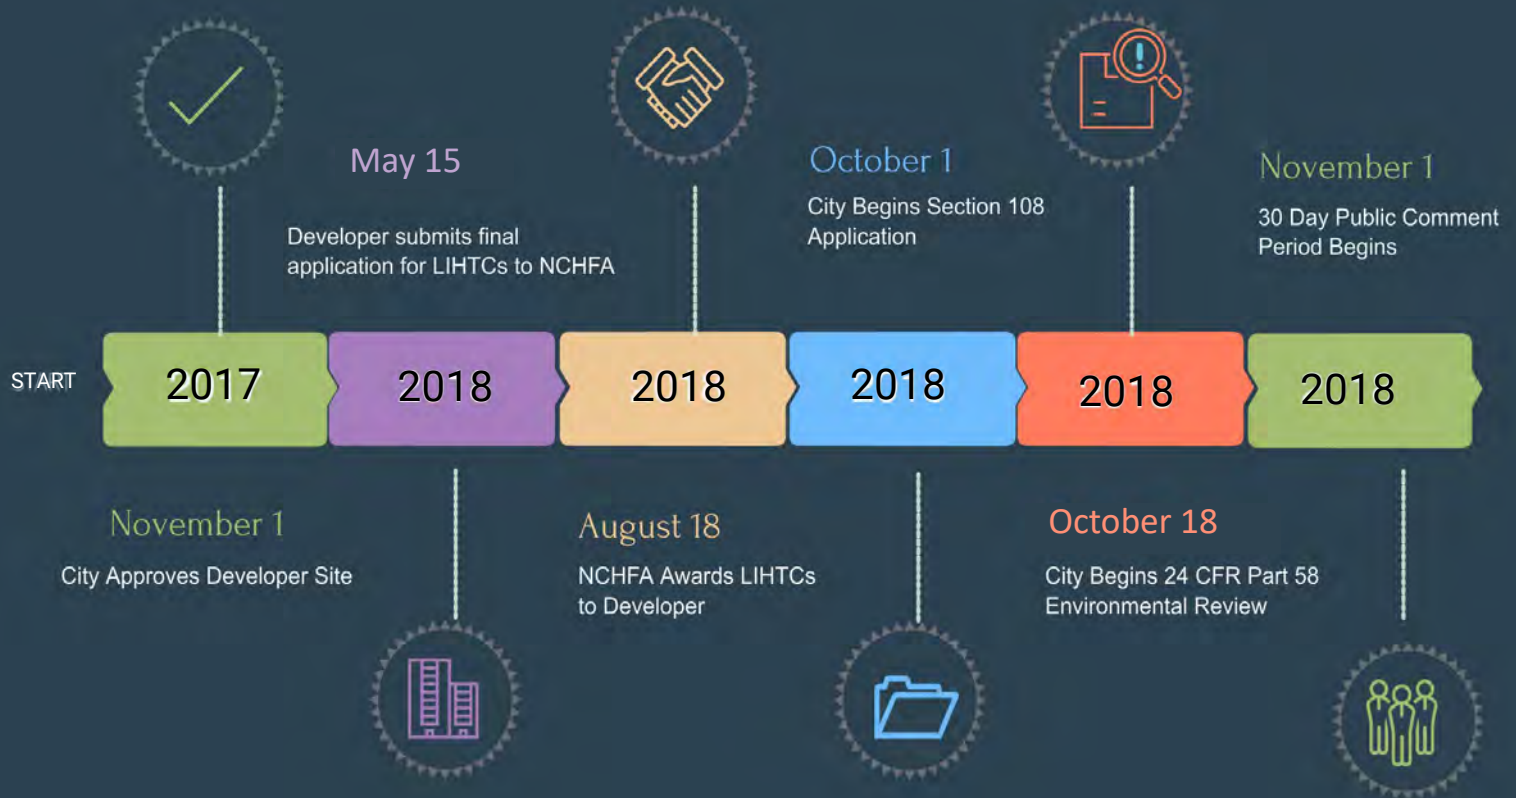 May 15
Developer submits final
application for LIHTCs to NCHFA
October 1
City Begins Section 108
Application
November 1
30 Day Public Comment
Period Begins
START
2017
2018
2018
2018
2018
2018
November 1
City Approves Developer Site
August 18
NCHFA Awards LIHTCs
to Developer
October 18
City Begins 24 CFR Part 58
Environmental Review